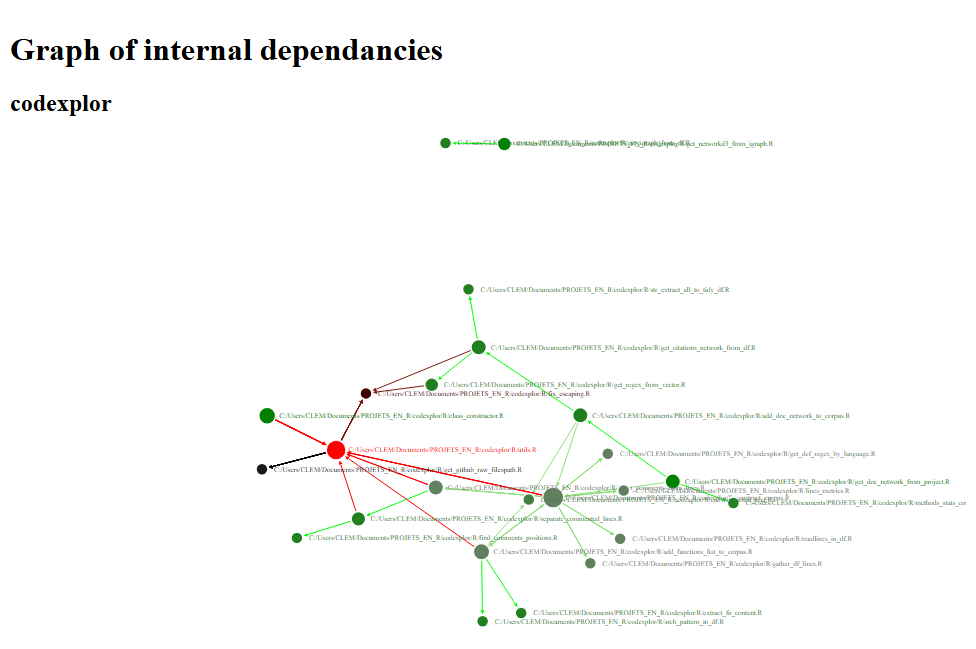 Graph of internal dependancies
codexplor
get_networkd3_from_igraph.R
C:/Users/CLEM/Documents/PROJETS_EN_R/codexplor/R/str_extract_all_to_tidy_df.R
C:/Users/CLEM/Documents/PROJETS_EN_R/codexplor/R/get_citations_network_from_df.R
C:/Users/CLEM/Documents/PROJETS_EN_R/codexplor/R/get_regex_from_vector.R
C:/Users/CLEM/Documents/PROJETS_EN_R/codexplor/R/fix_escaping.R
C:/Users/CLEM/Documents/PROJETS_EN_R/codexplor/R/class_constructor.R
C:/Users/CLEM/Documents/PROJETS_EN_R/codexplor/R/add_doc_network_to_corpus.R
C:/Users/CLEM/Documents/PROJETS_EN_R/codexplor/R/utils.R
C:/Users/CLEM/Documents/PROJETS_EN_R/codexplor/R/get_def_regex_by_language.R
C:/Users/CLEM/Documents/PROJETS_EN_R/codexplor/R/get_github_raw_filespath.R
C:/Users/CLEM/Documents/PROJETS_EN_R/codexplor/R/get_doc_network_from_project.R
C:/Users/CLEM/Documents/PROJETS_EN_R/codexplor/R/lines_metrics.R
C:/Users/CLEM/Documents/PROJETS_EN_R/codexplor/R/methods_stats_co
C:/Users/CLEM/Documents/PROJETS_EN_R/codexplor/R/separate_commented_lines.R
C:/Users/CLEM/Documents/PROJETS_EN_R/codexplor/R/find_comments_positions.R
C:/Users/CLEM/Documents/PROJETS_EN_R/codexplor/R/readlines_in_df.R
C:/Users/CLEM/Documents/PROJETS_EN_R/codexplor/R/add_functions_list_to_corpus.R
C:/Users/CLEM/Documents/PROJETS_EN_R/codexplor/R/gather_df_lines.R
C:/Users/CLEM/Documents/PROJETS_EN_R/codexplor/R/extract_fn_content.R
C:/Users/CLEM/Documents/PROJETS_EN_R/codexplor/R/srch_pattern_in_df.R